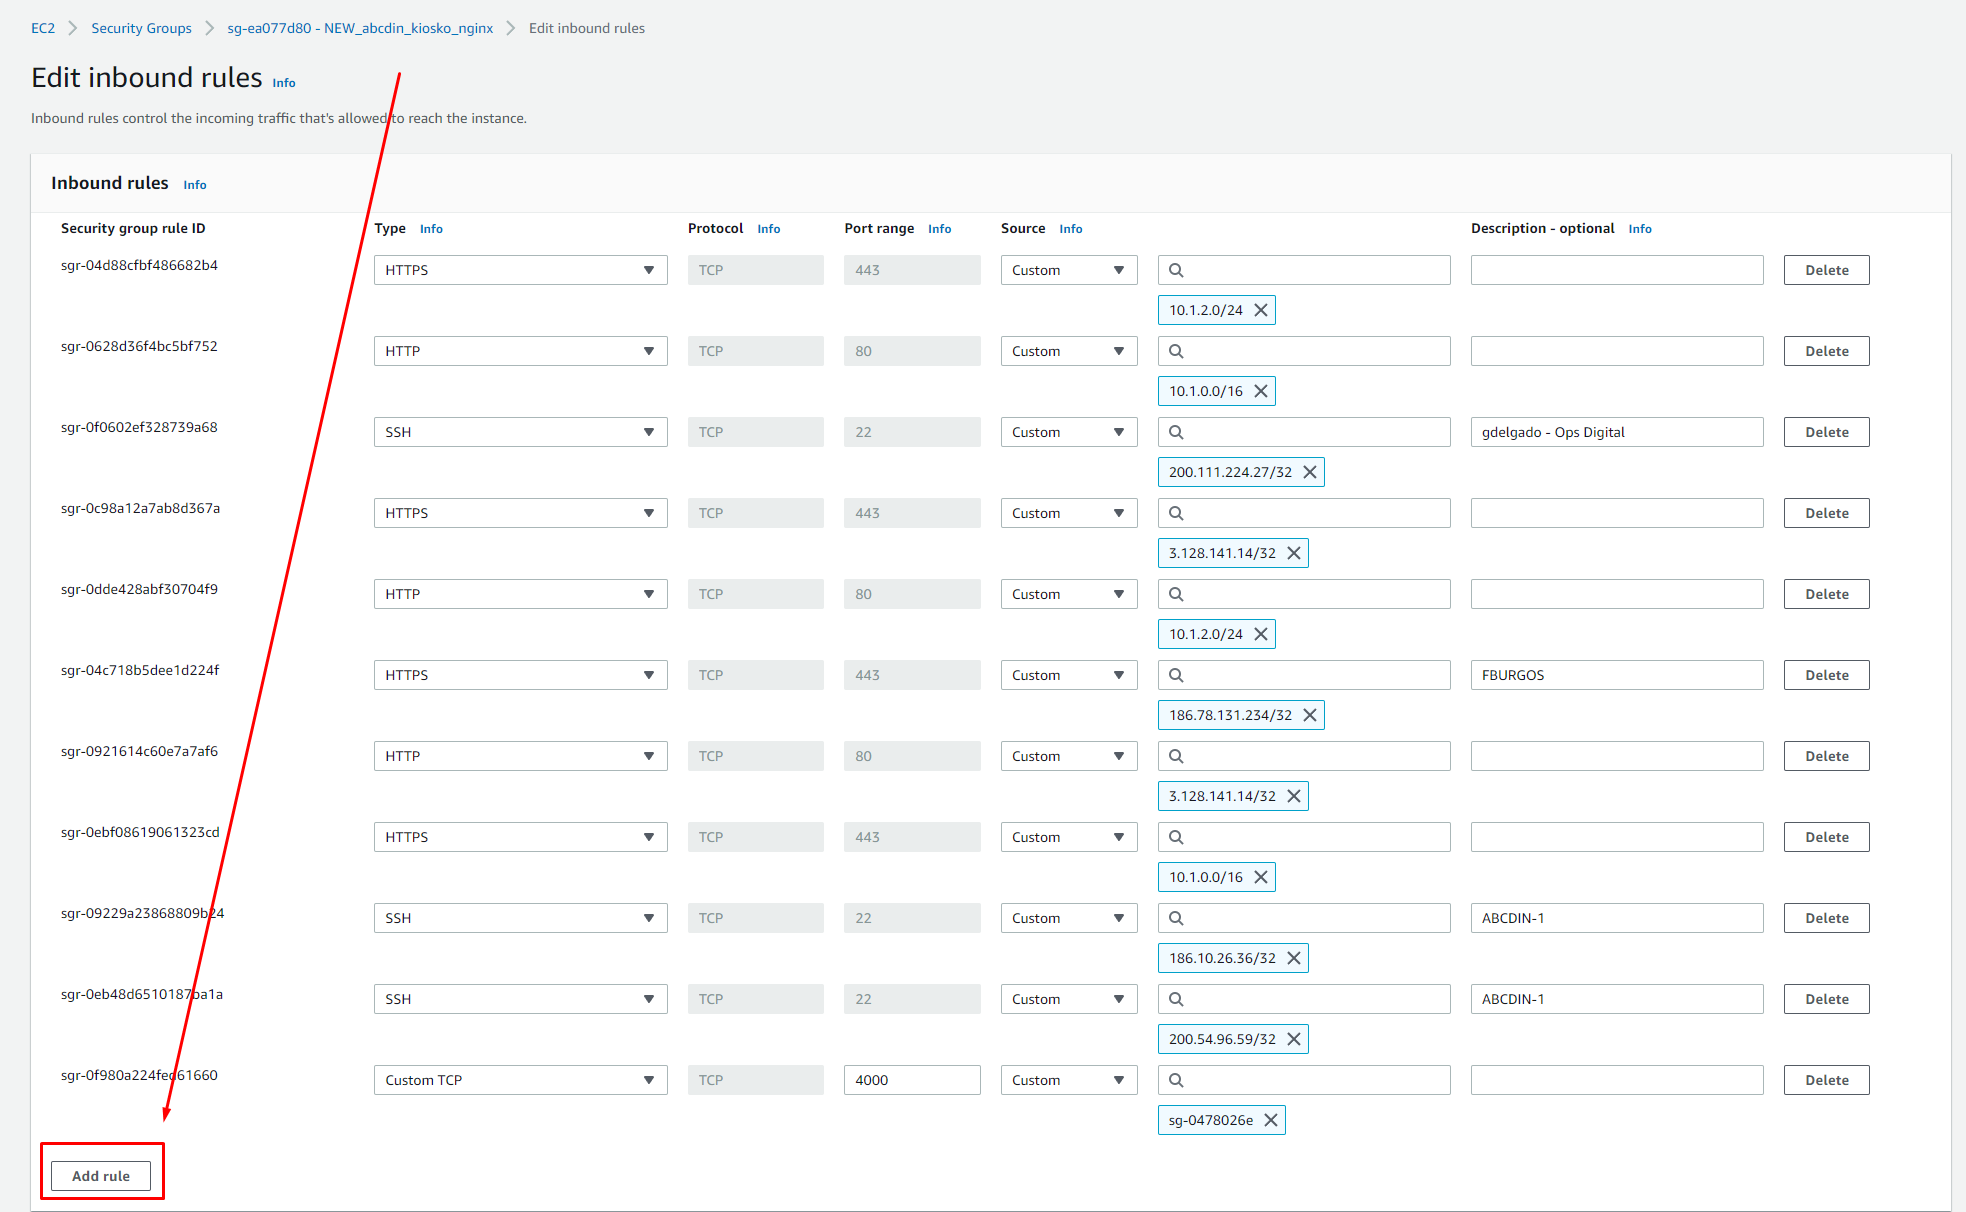 EC2 > Security Groups > sg-ea077d80 - NEW_abcdin_kiosko_nginx > Edit inbound rules
Edit inbound rules Info
Inbound rules control the incoming traffic that's allowed to reach the instance.
Inbound rules Info
Security group rule ID Type Info Protocol Info Port range Info Source Info Description - optional Info
sgr-04d88cfbf486682b4 HTTPS TCP 443 Custom Delete
10.1.2.0/24
sgr-0628d36f4bc5bf752 HTTP TCP 80 Custom Delete
10.1.0.0/16
sgr-0f0602ef328739a68 SSH TCP 22 Custom gdelgado - Ops Digital Delete
200.111.224.27/32
sgr-0c98a12a7ab8d367a HTTPS TCP 443 Custom Delete
3.128.141.14/32
sgr-0dde428abf30704f9 HTTP TCP 80 Custom Delete
10.1.2.0/24
sgr-04c718b5dee1d224f HTTPS TCP 443 Custom FBURGOS Delete
186.78.131.234/32
sgr-0921614c60e7a7af6 HTTP TCP 80 Custom Delete
3.128.141.14/32
sgr-0ebf08619061323cd HTTPS TCP 443 Custom Delete
10.1.0.0/16
sgr-09229a23868809b24 SSH TCP 22 Custom ABCDIN-1 Delete
186.10.26.36/32
sgr-0eb48d6510187ba1a SSH TCP 22 Custom ABCDIN-1 Delete
200.54.96.59/32
sgr-0f980a224fed61660 Custom TCP TCP 4000 Custom Delete
sg-0478026e
Add rule